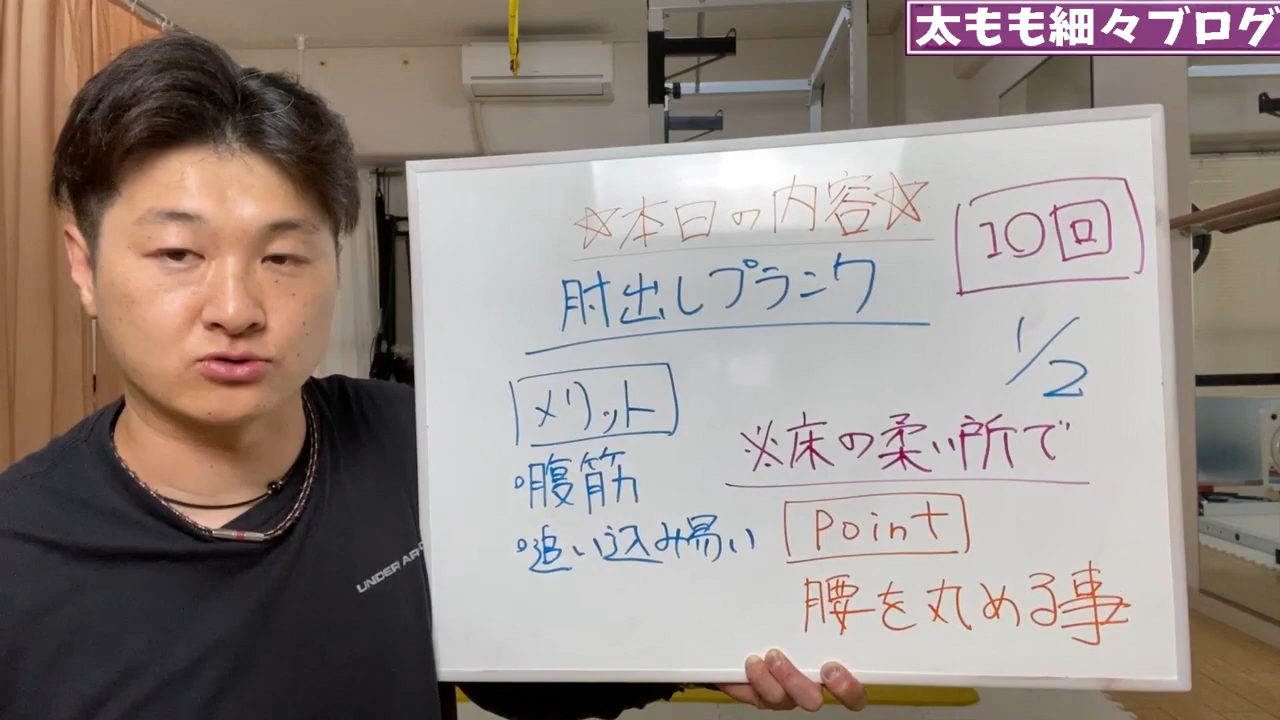 太もも細々ブログ
☆本日の内容☆
10回
肘出しプランク
1/2
メリット
・腹筋
・追い込み易い
※床の柔い所で
Point
腰を丸める事
UNDER AR